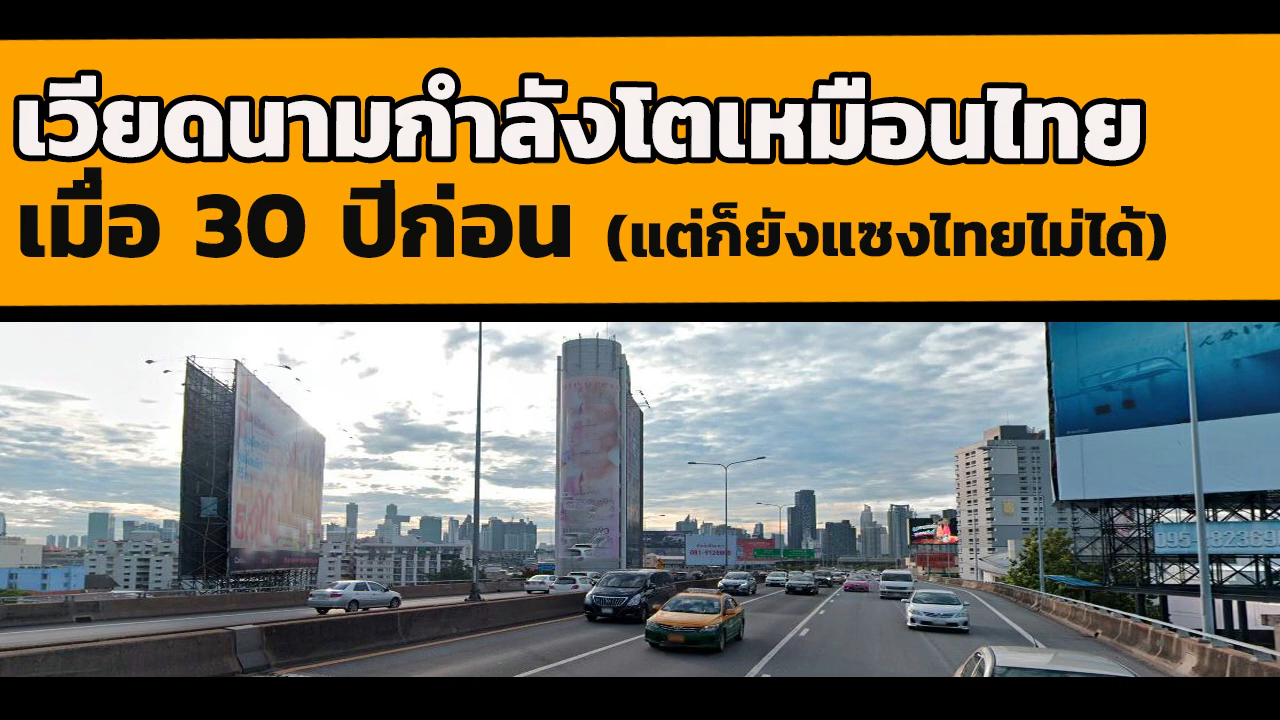 เวียดนามกำลังโตเหมือนไทย
เมื่อ 30 ปีก่อน (แต่ก็ยังแซงไทยไม่ได้)